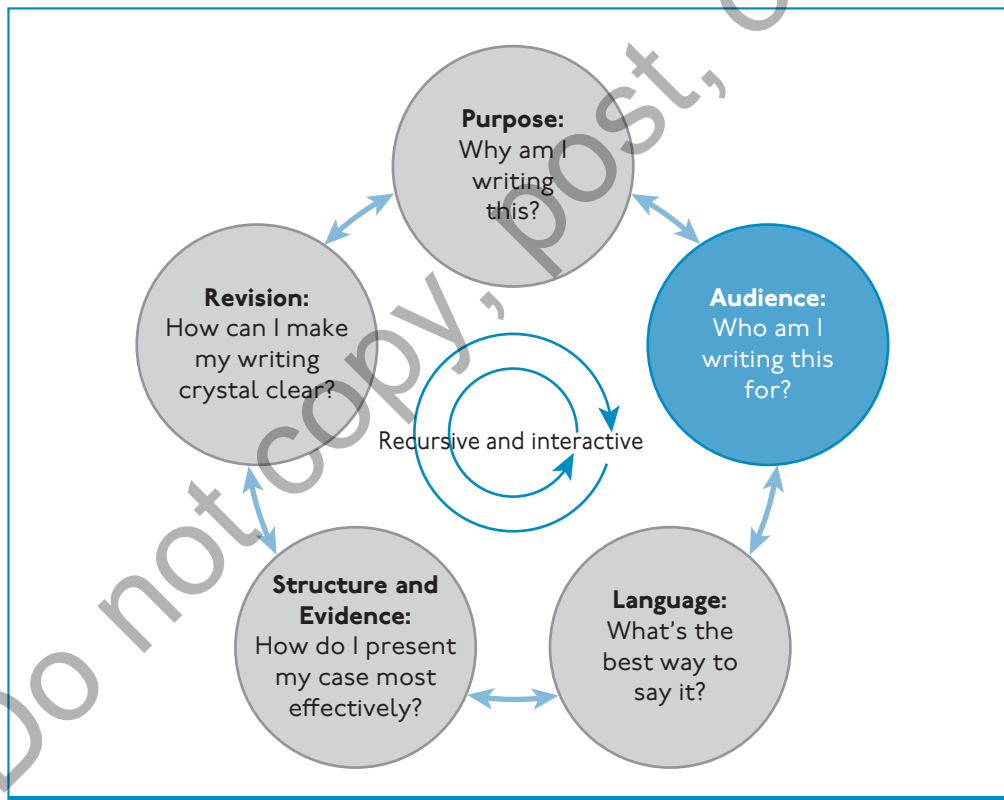 Purpose:
Why am I
writing
this?
Audience:
Who am I
writing this
for?
Language:
What's the
best way to
say it?
Structure and
Evidence:
How do I present
my case most
effectively?
Revision:
How can I make
my writing
crystal clear?
Recursive and interactive
Do not copy, post, o